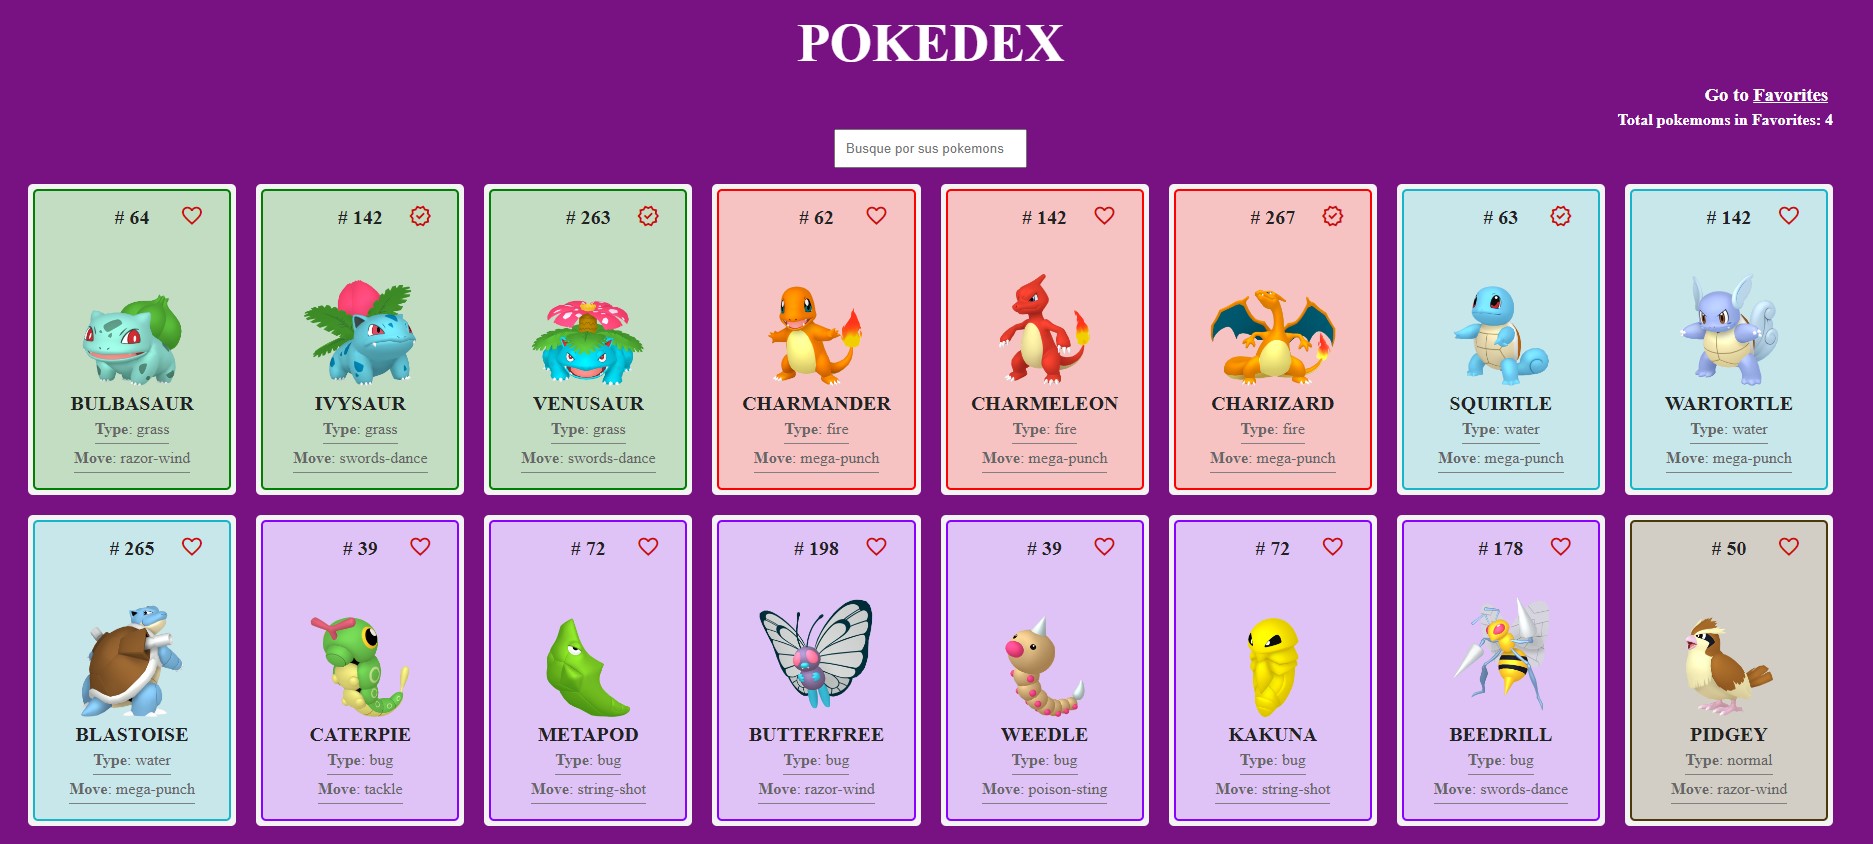 POKEDEX
Go to Favorites
Total pokemoms in Favorites: 4
Busque por sus pokemons
# 64
BULBASAUR
Type: grass
Move: razor-wind
# 142
IVYSAUR
Type: grass
Move: swords-dance
# 263
VENUSAUR
Type: grass
Move: swords-dance
# 62
CHARMANDER
Type: fire
Move: mega-punch
# 142
CHARMELEON
Type: fire
Move: mega-punch
# 267
CHARIZARD
Type: fire
Move: mega-punch
# 63
SQUIRTLE
Type: water
Move: mega-punch
# 142
WARTORTLE
Type: water
Move: mega-punch
# 265
BLASTOISE
Type: water
Move: mega-punch
# 39
CATERPIE
Type: bug
Move: tackle
# 72
METAPOD
Type: bug
Move: string-shot
# 198
BUTTERFREE
Type: bug
Move: razor-wind
# 39
WEEDLE
Type: bug
Move: poison-sting
# 72
KAKUNA
Type: bug
Move: string-shot
# 178
BEEDRILL
Type: bug
Move: swords-dance
# 50
PIDGEY
Type: normal
Move: razor-wind